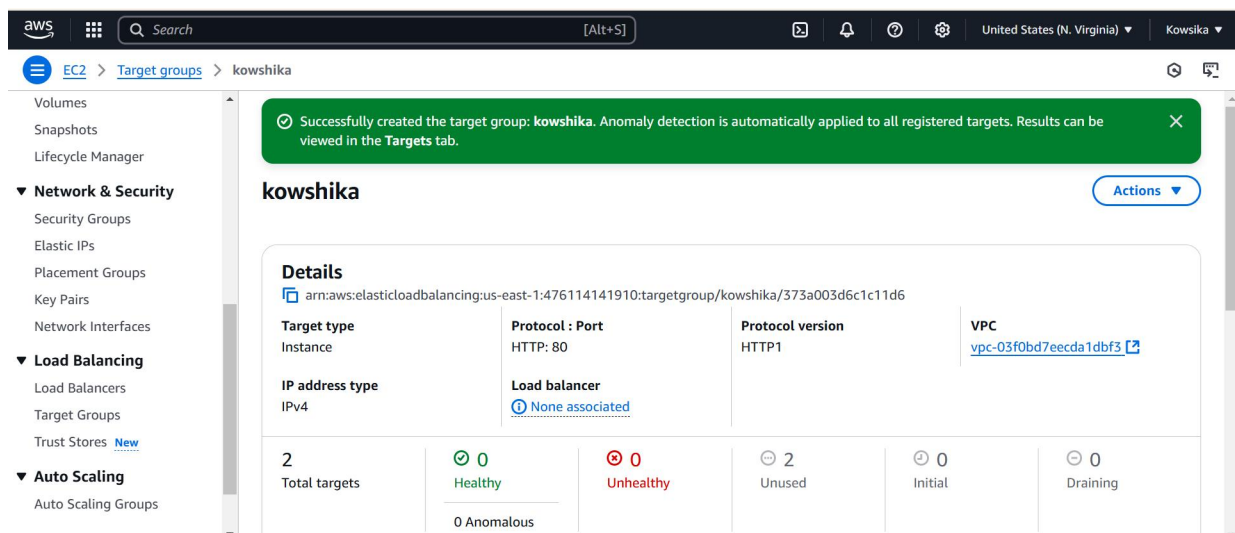 aws
Search
[Alt+S]
United States (N. Virginia)
Kowsika
EC2 > Target groups > kowshika
Volumes
Snapshots
Lifecycle Manager
Network & Security
Security Groups
Elastic IPs
Placement Groups
Key Pairs
Network Interfaces
Load Balancing
Load Balancers
Target Groups
Trust Stores New
Auto Scaling
Auto Scaling Groups
Successfully created the target group: kowshika. Anomaly detection is automatically applied to all registered targets. Results can be
viewed in the Targets tab.
kowshika
Actions
Details
arn:aws:elasticloadbalancing:us-east-1:476114141910:targetgroup/kowshika/373a003d6c1c11d6
Target type
Instance
Protocol : Port
HTTP: 80
Protocol version
HTTP1
VPC
vpc-03f0bd7eecda1dbf3
IP address type
IPv4
Load balancer
None associated
2
Total targets
0
Healthy
0 Anomalous
0
Unhealthy
2
Unused
0
Initial
0
Draining